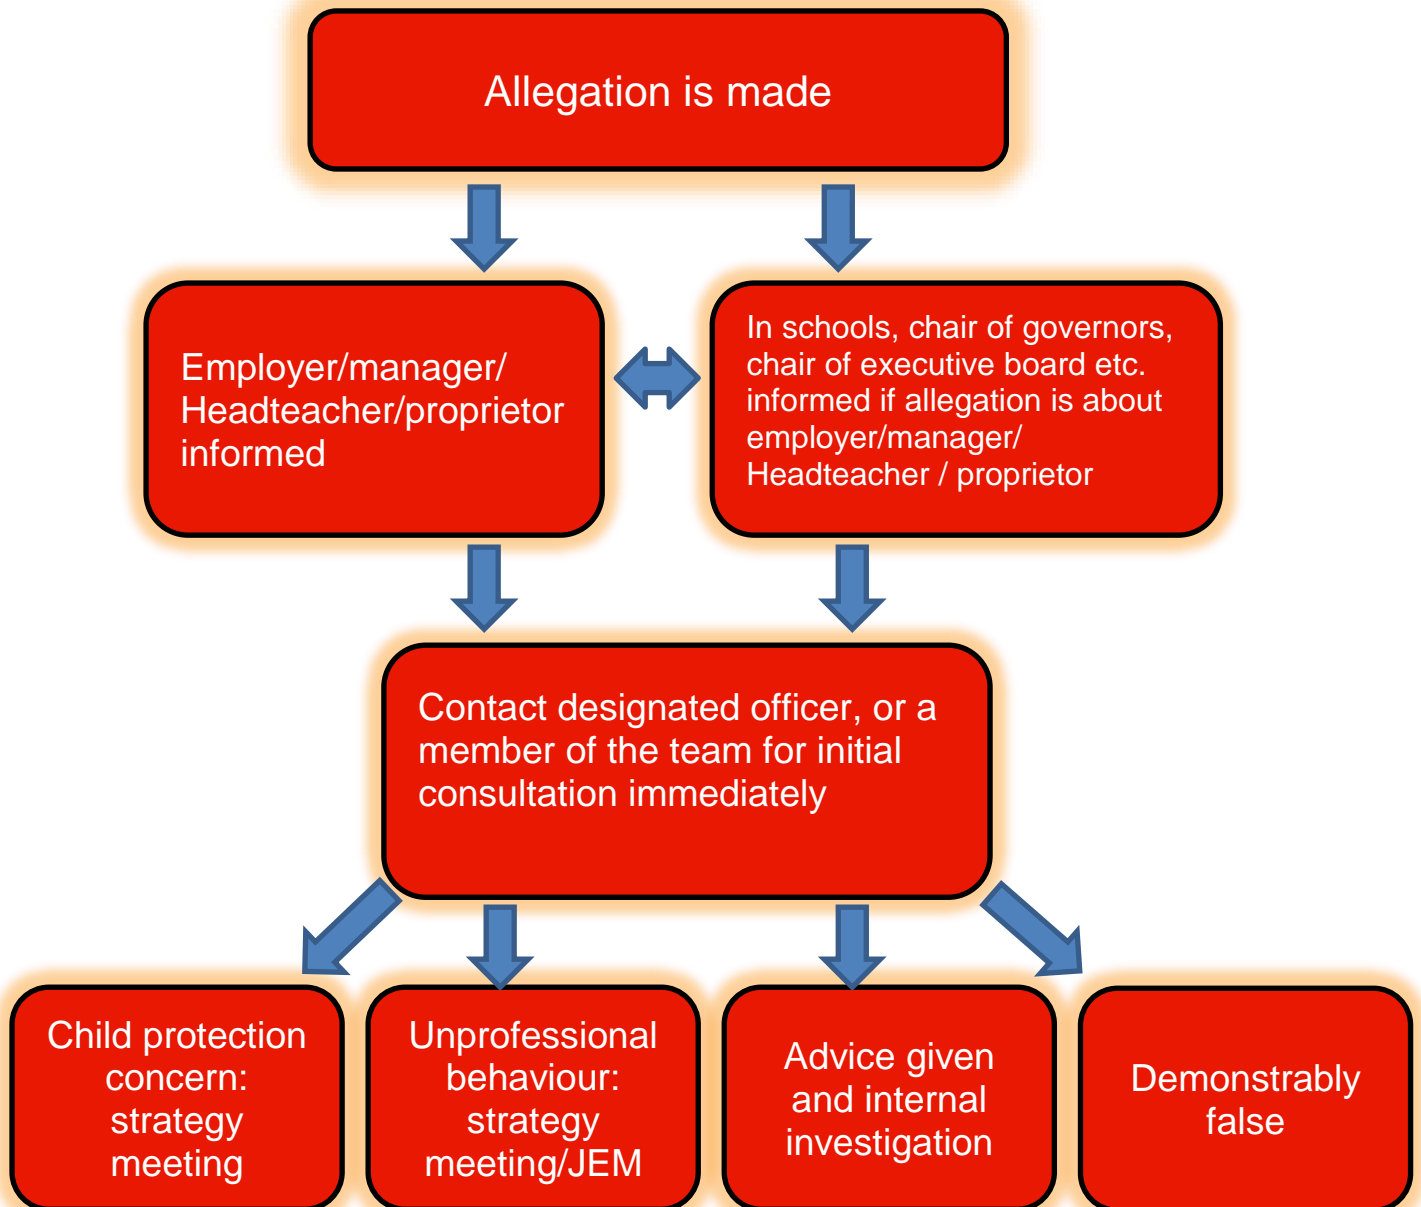 Allegation is made
Employer/manager/
Headteacher/proprietor
informed
In schools, chair of governors,
chair of executive board etc.
informed if allegation is about
employer/manager/
Headteacher / proprietor
Contact designated officer, or a
member of the team for initial
consultation immediately
Child protection
concern:
strategy
meeting
Unprofessional
behaviour:
strategy
meeting/JEM
Advice given
and internal
investigation
Demonstrably
false